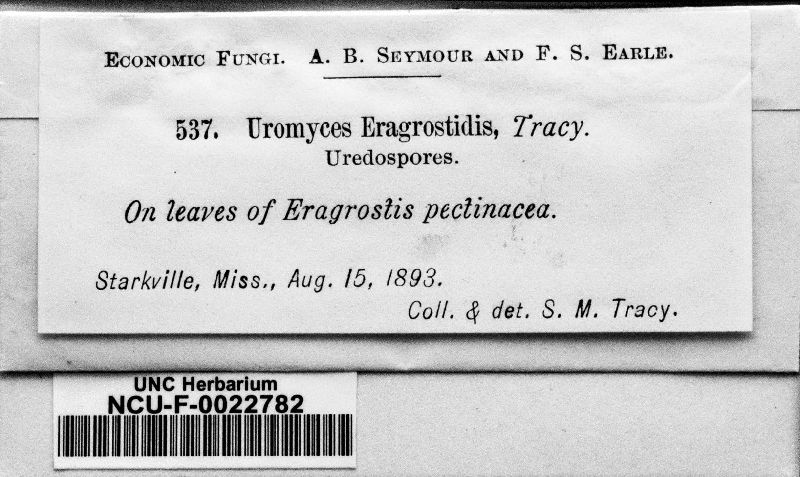 Economic Fungi. A. B. Seymour and F. S. Earle.
537. Uromyces Eragrostidis, Tracy.
Uredospores.
On leaves of Eragrostis pectinacea.
Starkville, Miss., Aug. 15, 1893.
Coll. & det. S. M. Tracy.
UNC Herbarium
NCU-F-0022782